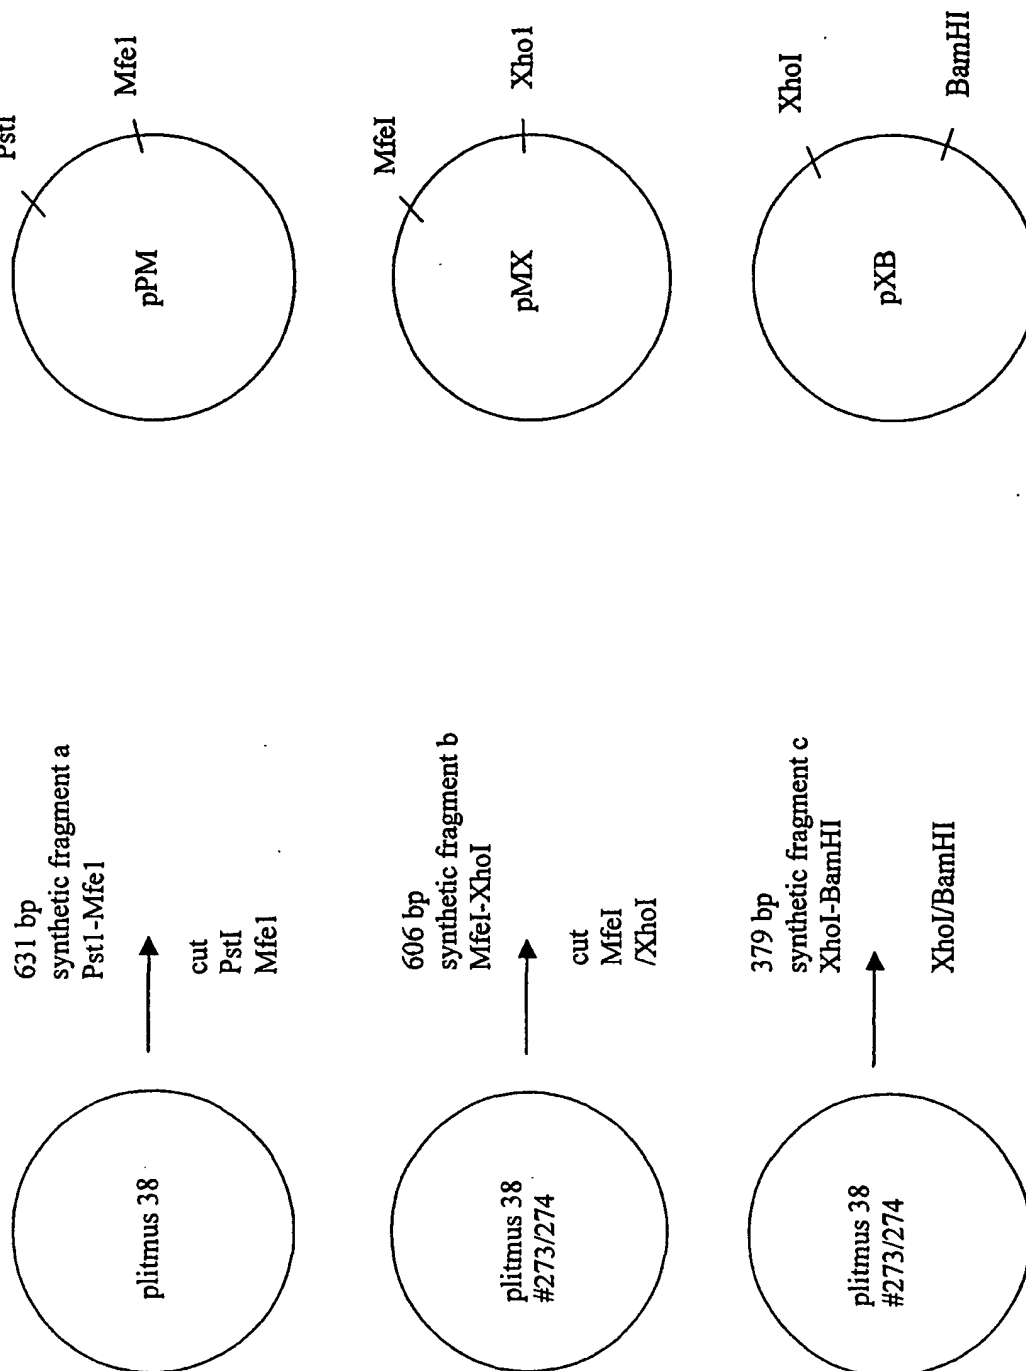 plitmus 38
631 bp
synthetic fragment a
Pst1-Mfe1
cut
PstI
Mfe1
PstI
Mfe1
pPM
plitmus 38
#273/274
606 bp
synthetic fragment b
MfeI-XhoI
cut
MfeI
/XhoI
MfeI
Xho1
pMX
plitmus 38
#273/274
379 bp
synthetic fragment c
XhoI-BamHI
XhoI/BamHI
XhoI
BamHI
pXB